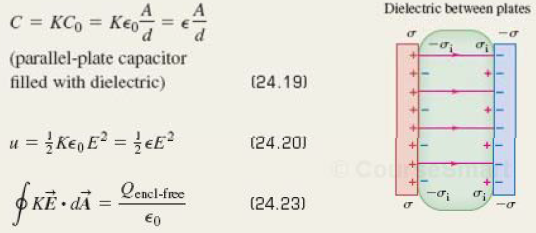 C = KC₀ = Kϵ₀ A/d = ϵ A/d
(parallel-plate capacitor
filled with dielectric) (24.19)
u = ½Kϵ₀E² = ½ϵE² (24.20)
∮ KE⃗ · dA⃗ = Qencl-free/ϵ₀ (24.23)
Dielectric between plates
σ −σ
−σi σi
−σi σi
σ −σ
© CourseSmart